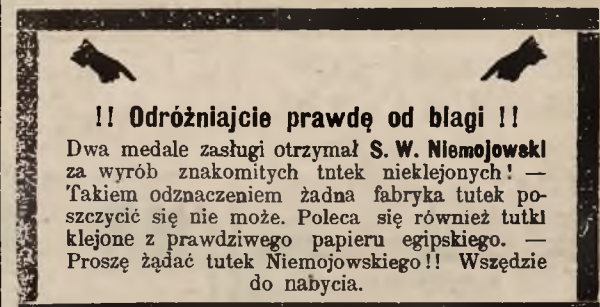 !! Odróżniajcie prawdę od blagi !!
Dwa medale zasługi otrzymał S. W. Niemojowski
za wyrób znakomitych tntek nieklejonych! —
Takiem odznaczeniem żadna fabryka tutek po-
szczycić się nie może. Poleca się również tutki
klejone z prawdziwego papieru egipskiego. —
Proszę żądać tutek Niemojowskiego!! Wszędzie
do nabycia.